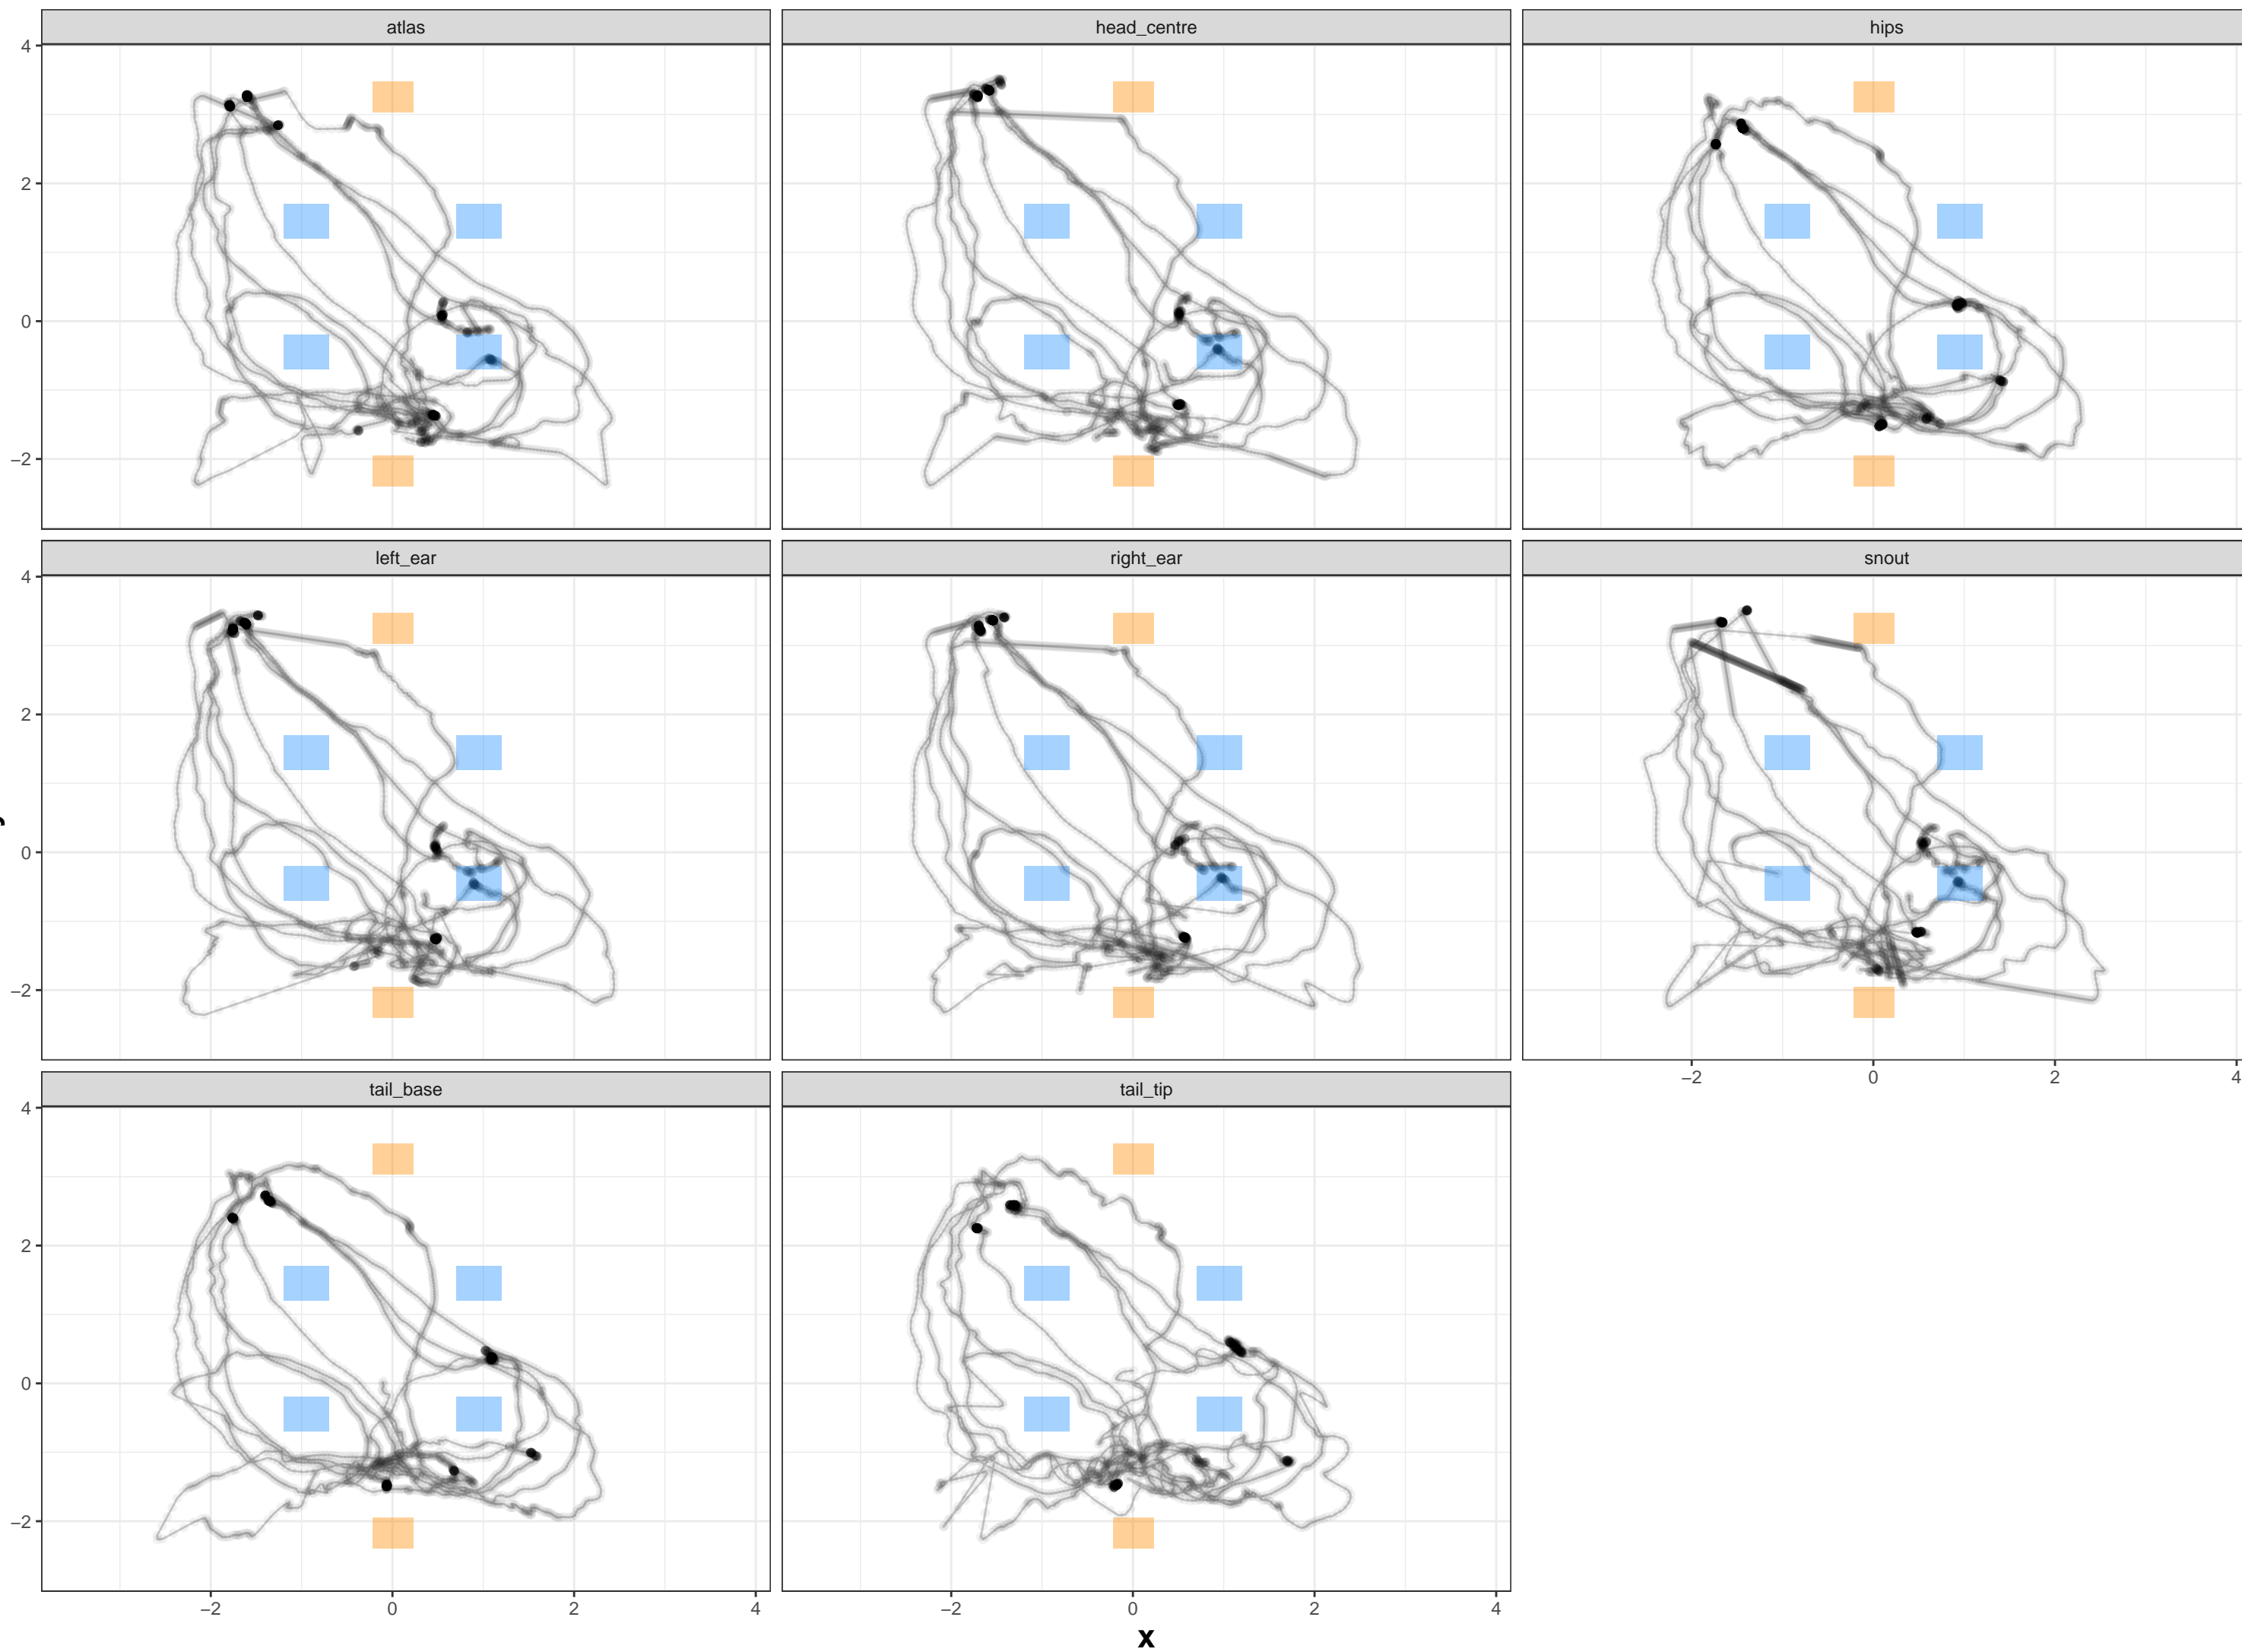 atlas head_centre hips
4
2
0
−2
left_ear right_ear snout
4
2
0
−2
−2 0 2 4
tail_base tail_tip
4
2
0
−2
−2 0 2 4 −2 0 2 4
x